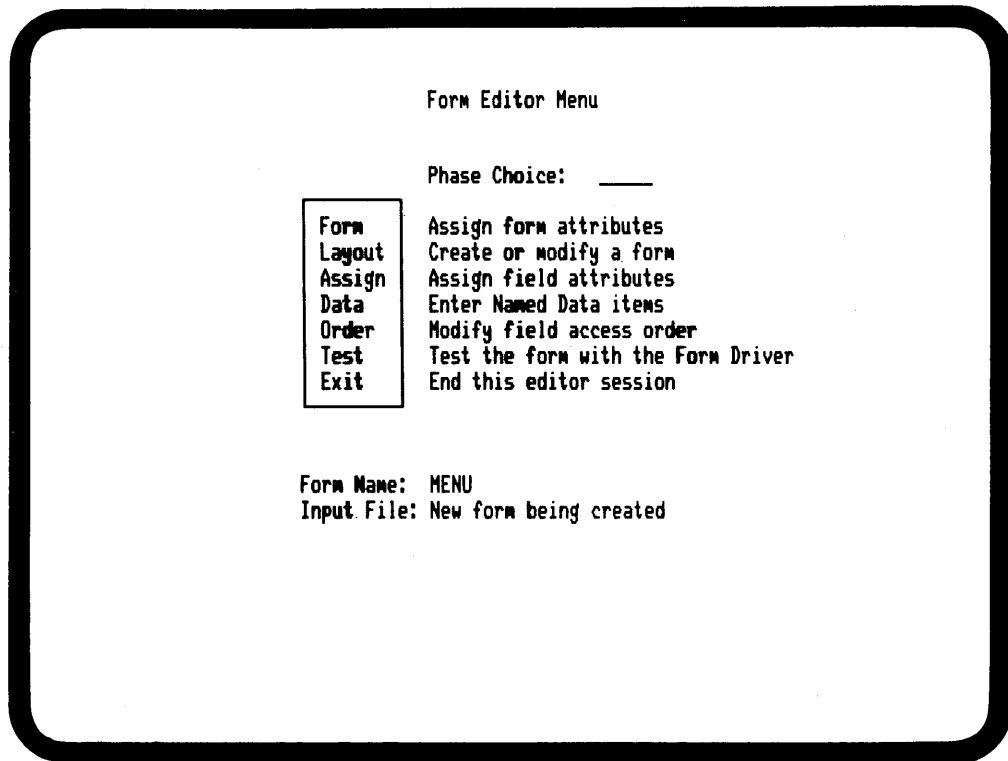 Form Editor Menu
Phase Choice: _____
Form Assign form attributes
Layout Create or modify a form
Assign Assign field attributes
Data Enter Named Data items
Order Modify field access order
Test Test the form with the Form Driver
Exit End this editor session
Form Name: MENU
Input File: New form being created